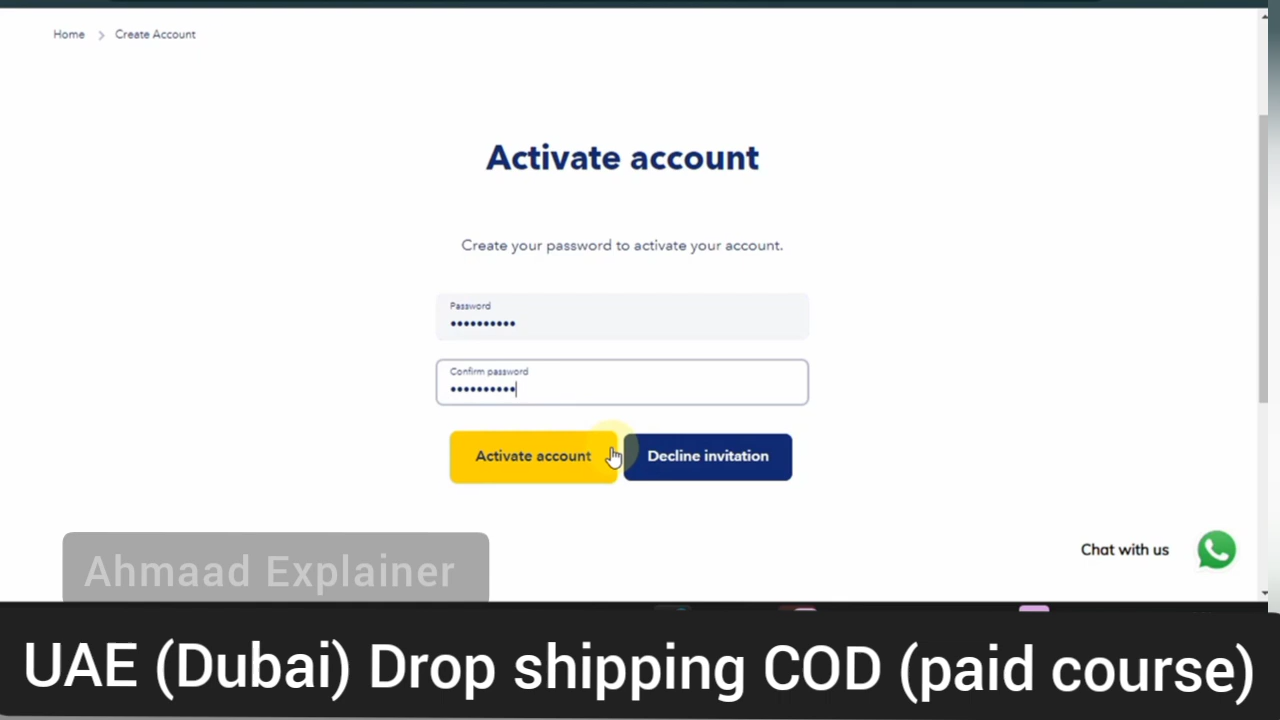 Home > Create Account
Activate account
Create your password to activate your account.
Password
••••••••••
Confirm password
••••••••••
Activate account
Decline invitation
Chat with us
Ahmaad Explainer
UAE (Dubai) Drop shipping COD (paid course)